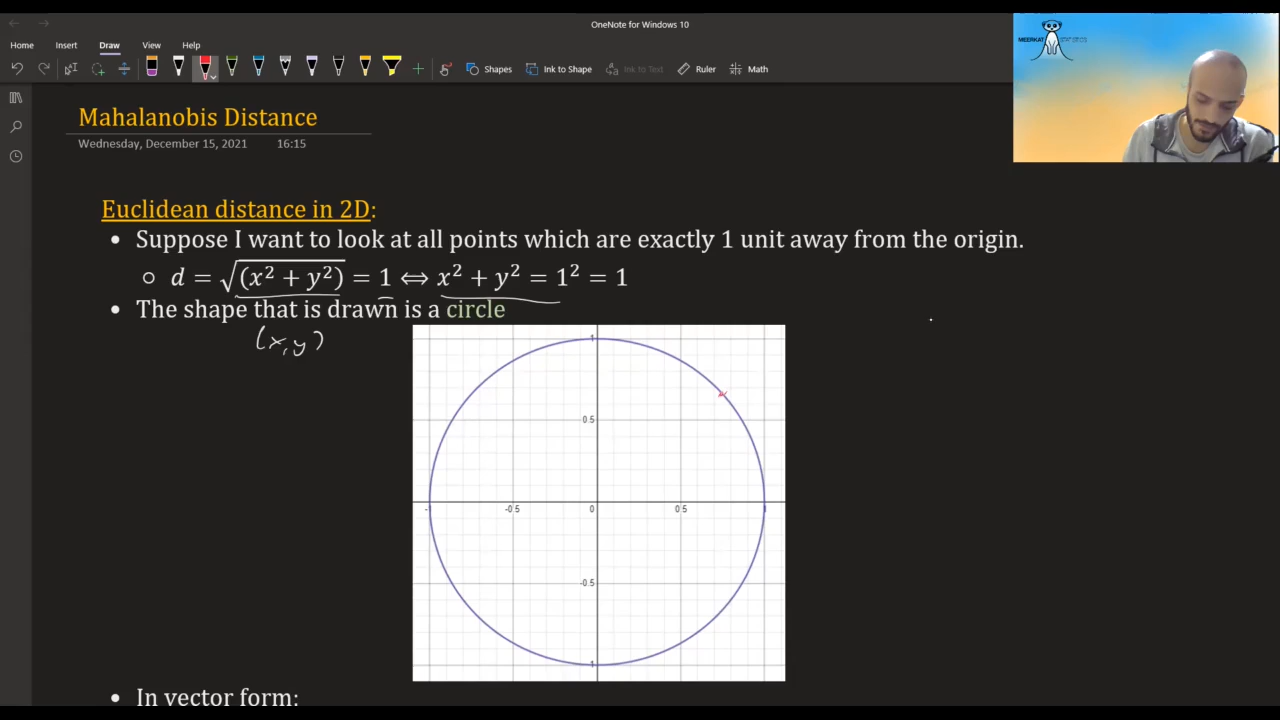 OneNote for Windows 10
Home Insert Draw View Help
Shapes Ink to Shape Ink to Text Ruler Math
MEERKAT
Mahalanobis Distance
Wednesday, December 15, 2021 16:15
Euclidean distance in 2D:
• Suppose I want to look at all points which are exactly 1 unit away from the origin.
○ d = √(x² + y²) = 1 ⟺ x² + y² = 1² = 1
• The shape that is drawn is a circle
(x, y)
1
0.5
-1 -0.5 0 0.5 1
-0.5
1
• In vector form: